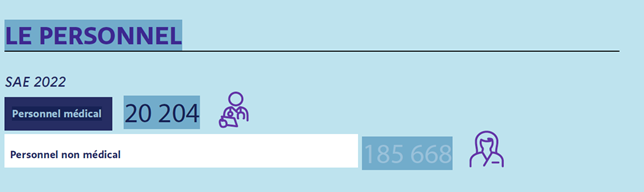 LE PERSONNEL
SAE 2022
Personnel médical 20 204
Personnel non médical 185 668